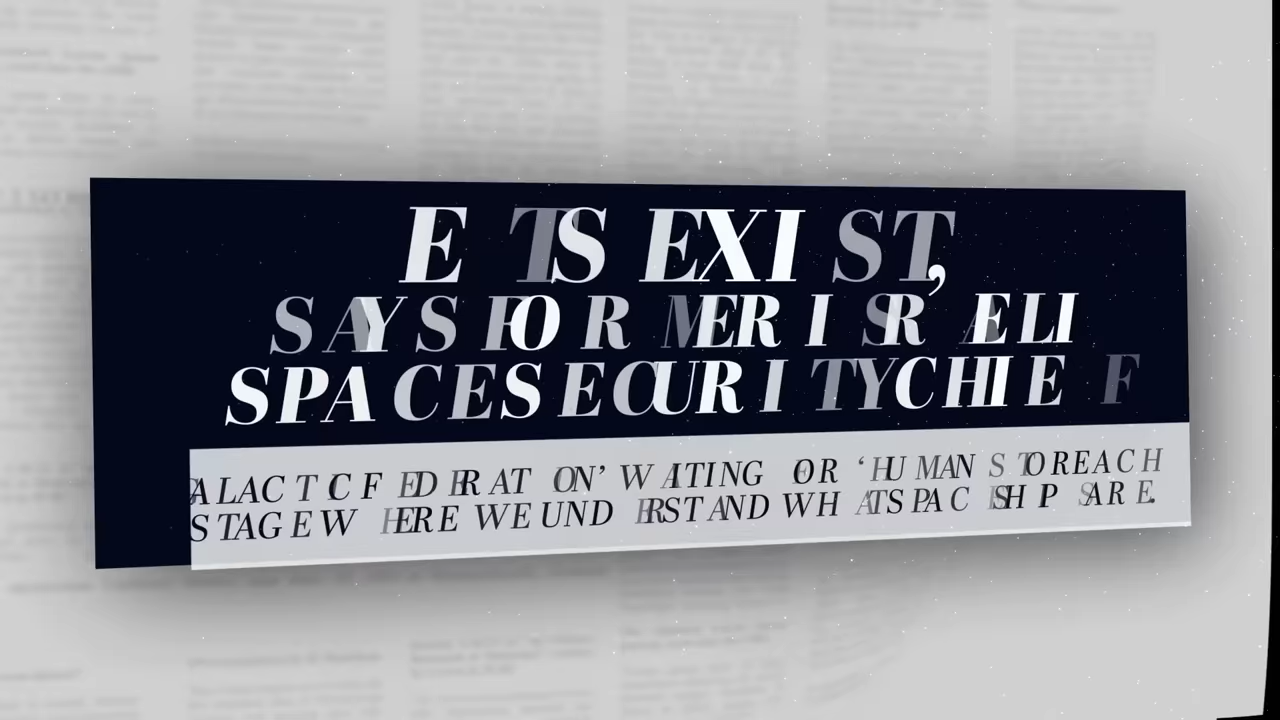 ETS EXIST,
SAYS FORMER ISRAELI
SPACE SECURITY CHIEF
GALACTIC FEDERATION' WAITING FOR 'HUMANS TO REACH
STAGE WHERE WE UNDERSTAND WHAT SPACESHIPS ARE.